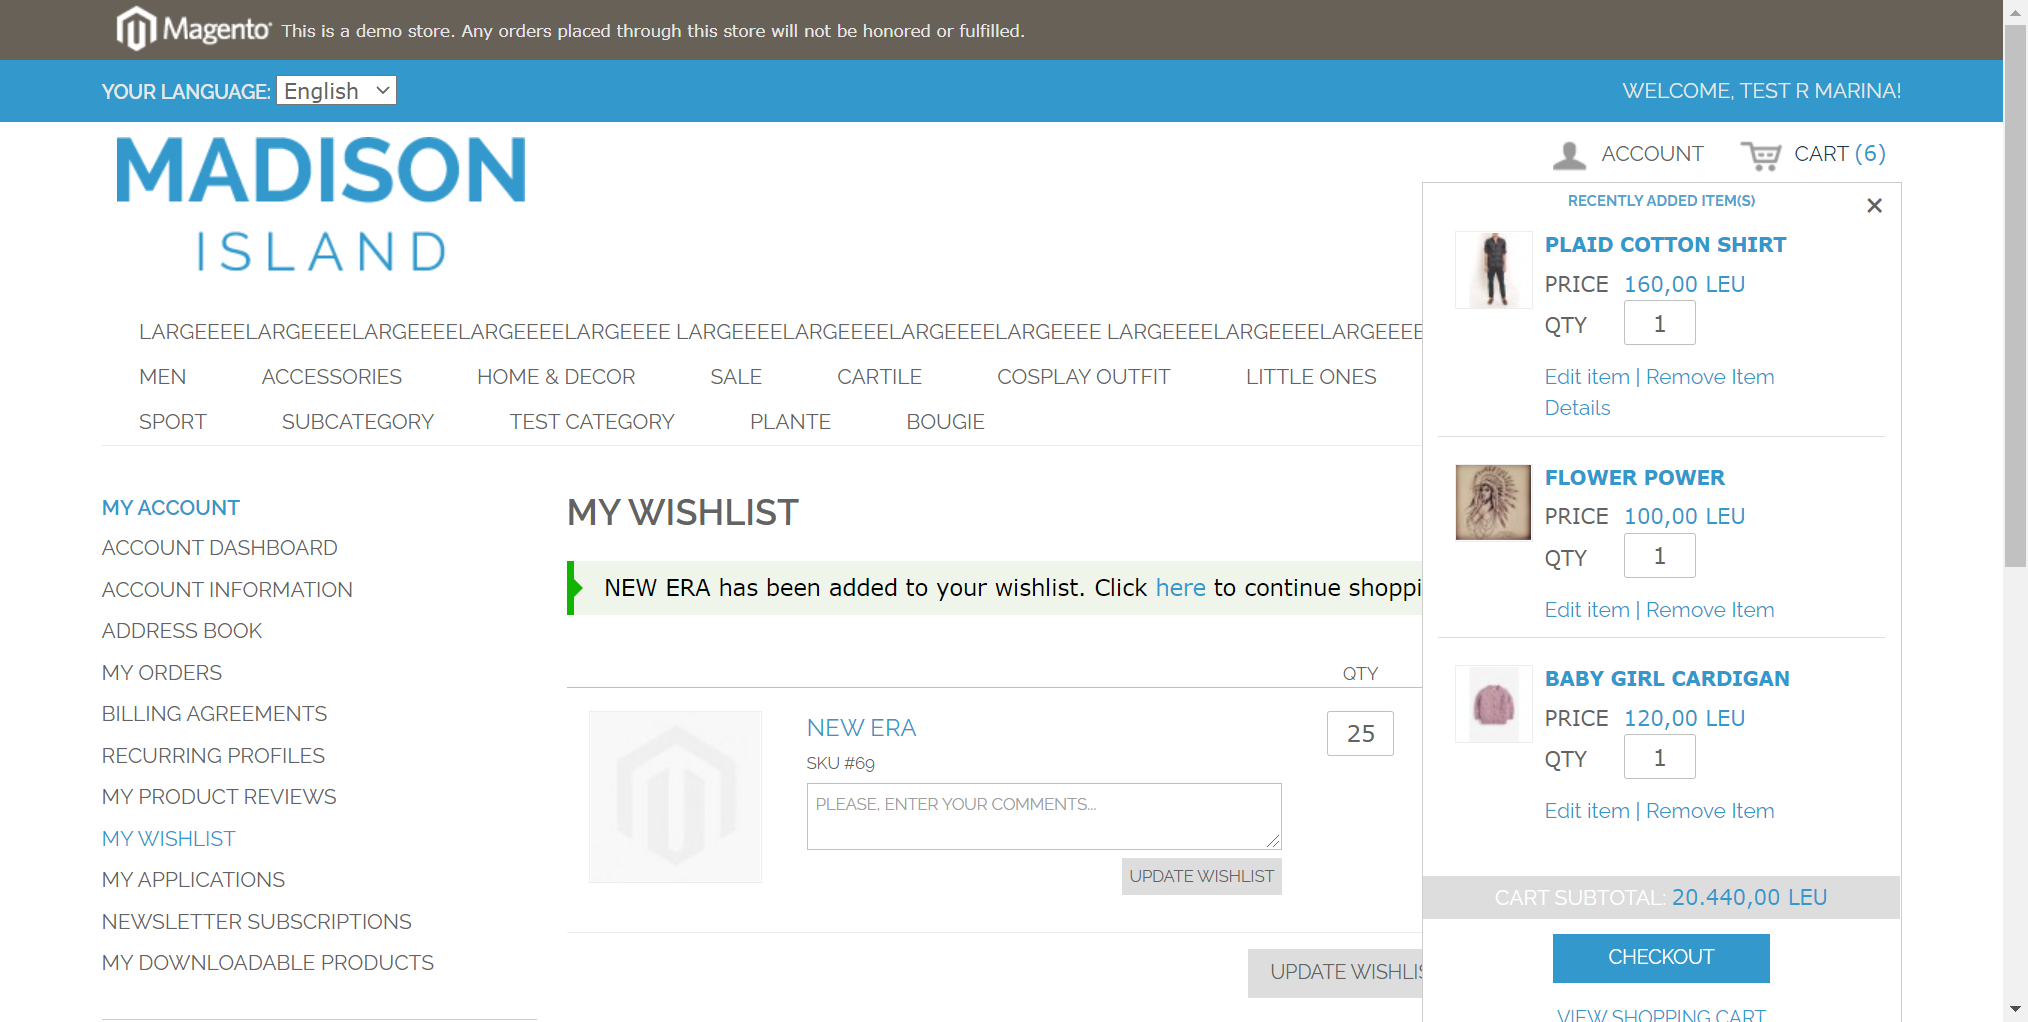 Magento® This is a demo store. Any orders placed through this store will not be honored or fulfilled.
YOUR LANGUAGE: English
WELCOME, TEST R MARINA!
MADISON
ISLAND
ACCOUNT
CART (6)
LARGEEEELARGEEEELARGEEEELARGEEEELARGEEEE LARGEEEELARGEEEELARGEEEELARGEEEE LARGEEEELARGEEEELARGEEEE
MEN ACCESSORIES HOME & DECOR SALE CARTILE COSPLAY OUTFIT LITTLE ONES
SPORT SUBCATEGORY TEST CATEGORY PLANTE BOUGIE
MY ACCOUNT
ACCOUNT DASHBOARD
ACCOUNT INFORMATION
ADDRESS BOOK
MY ORDERS
BILLING AGREEMENTS
RECURRING PROFILES
MY PRODUCT REVIEWS
MY WISHLIST
MY APPLICATIONS
NEWSLETTER SUBSCRIPTIONS
MY DOWNLOADABLE PRODUCTS
MY WISHLIST
NEW ERA has been added to your wishlist. Click here to continue shoppi
QTY
NEW ERA
25
SKU #69
PLEASE, ENTER YOUR COMMENTS...
UPDATE WISHLIST
UPDATE WISHLIS
RECENTLY ADDED ITEM(S)
×
PLAID COTTON SHIRT
PRICE 160,00 LEU
QTY 1
Edit item | Remove Item
Details
FLOWER POWER
PRICE 100,00 LEU
QTY 1
Edit item | Remove Item
BABY GIRL CARDIGAN
PRICE 120,00 LEU
QTY 1
Edit item | Remove Item
CART SUBTOTAL: 20.440,00 LEU
CHECKOUT
VIEW SHOPPING CART